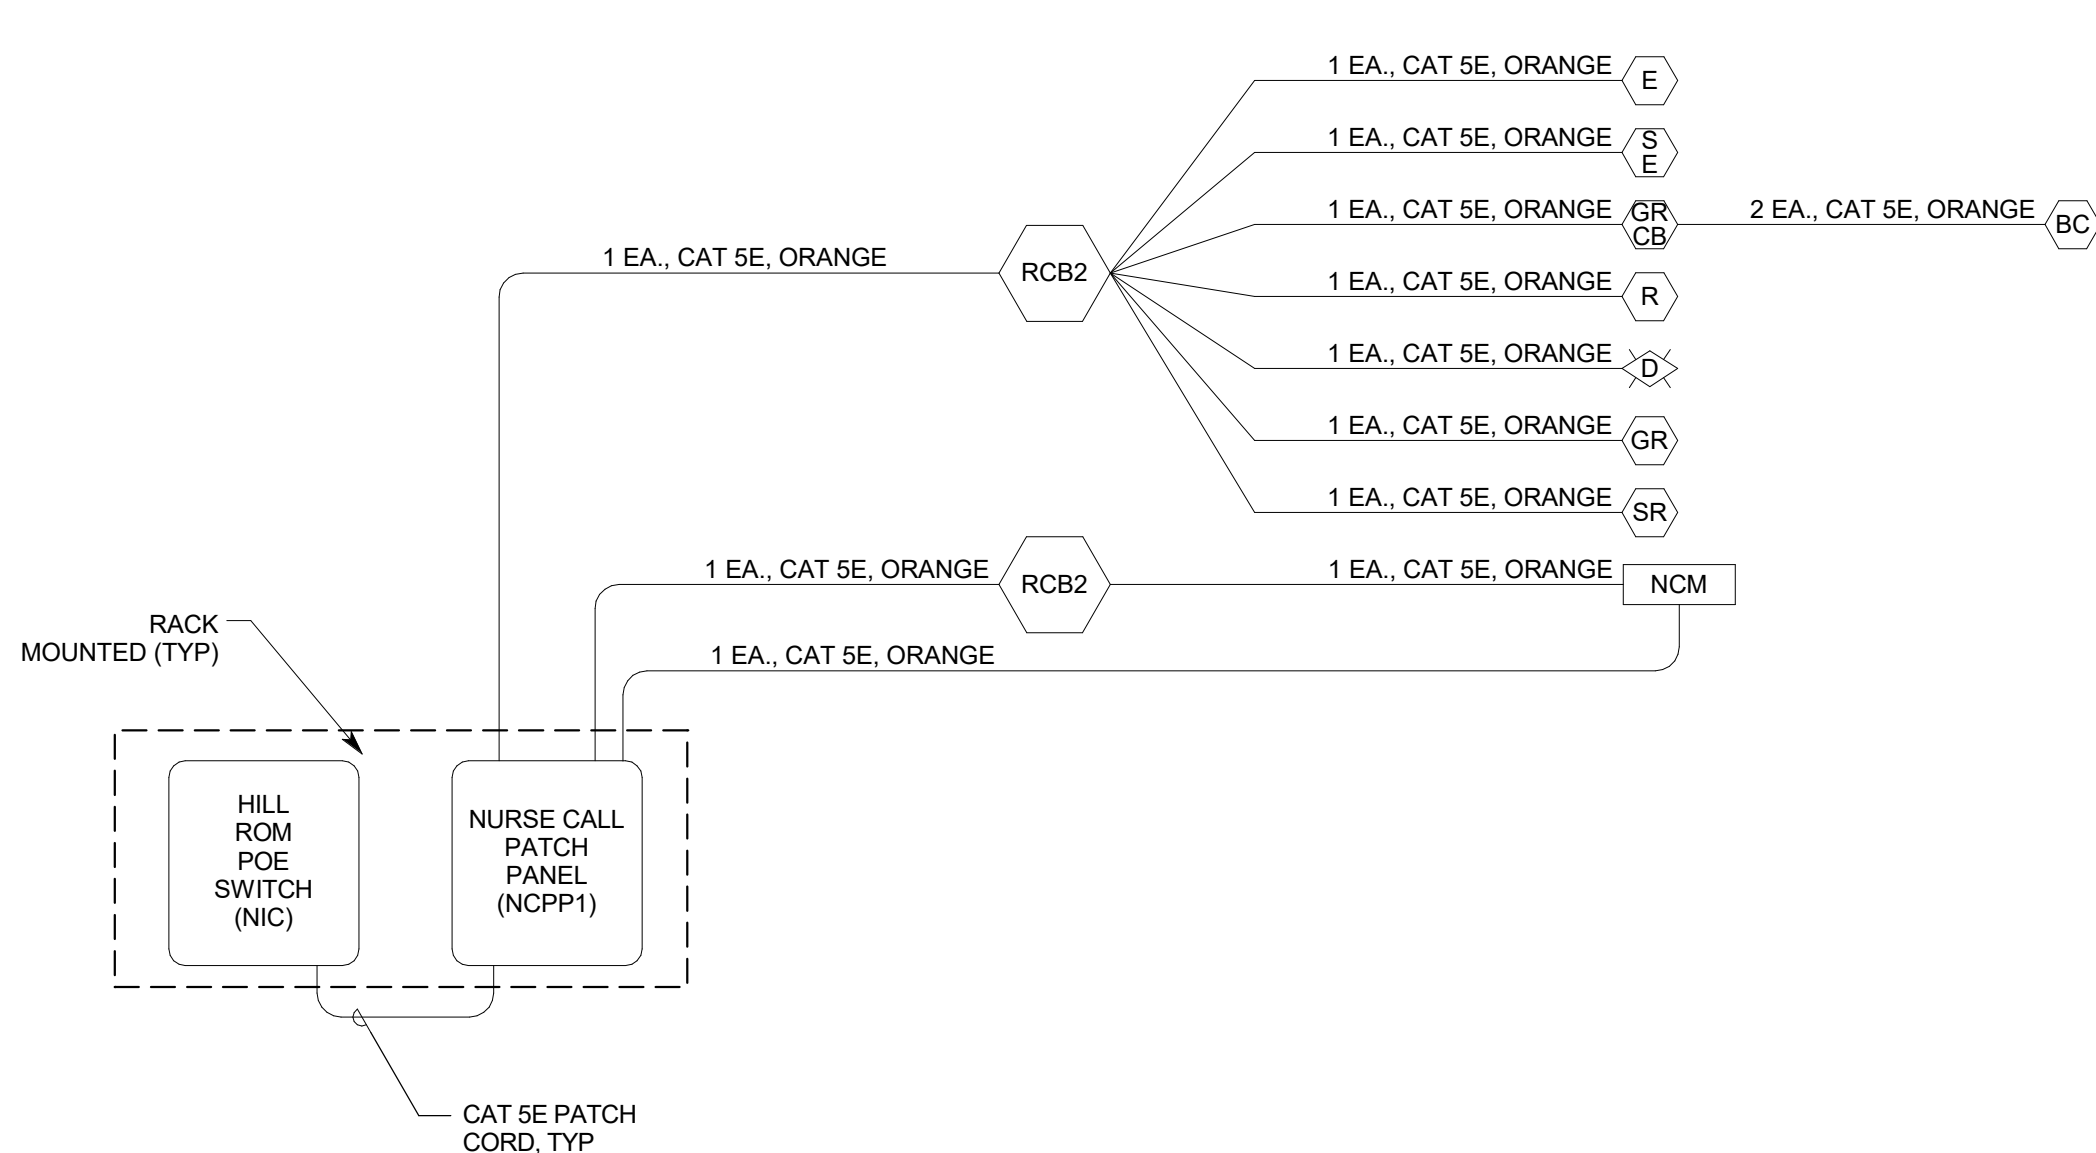 1 EA., CAT 5E, ORANGE
E
1 EA., CAT 5E, ORANGE
S
E
1 EA., CAT 5E, ORANGE
GR
CB
2 EA., CAT 5E, ORANGE
BC
1 EA., CAT 5E, ORANGE
RCB2
1 EA., CAT 5E, ORANGE
R
1 EA., CAT 5E, ORANGE
D
1 EA., CAT 5E, ORANGE
GR
1 EA., CAT 5E, ORANGE
SR
1 EA., CAT 5E, ORANGE
RCB2
1 EA., CAT 5E, ORANGE
NCM
RACK
MOUNTED (TYP)
1 EA., CAT 5E, ORANGE
HILL
ROM
POE
SWITCH
(NIC)
NURSE CALL
PATCH
PANEL
(NCPP1)
CAT 5E PATCH
CORD, TYP